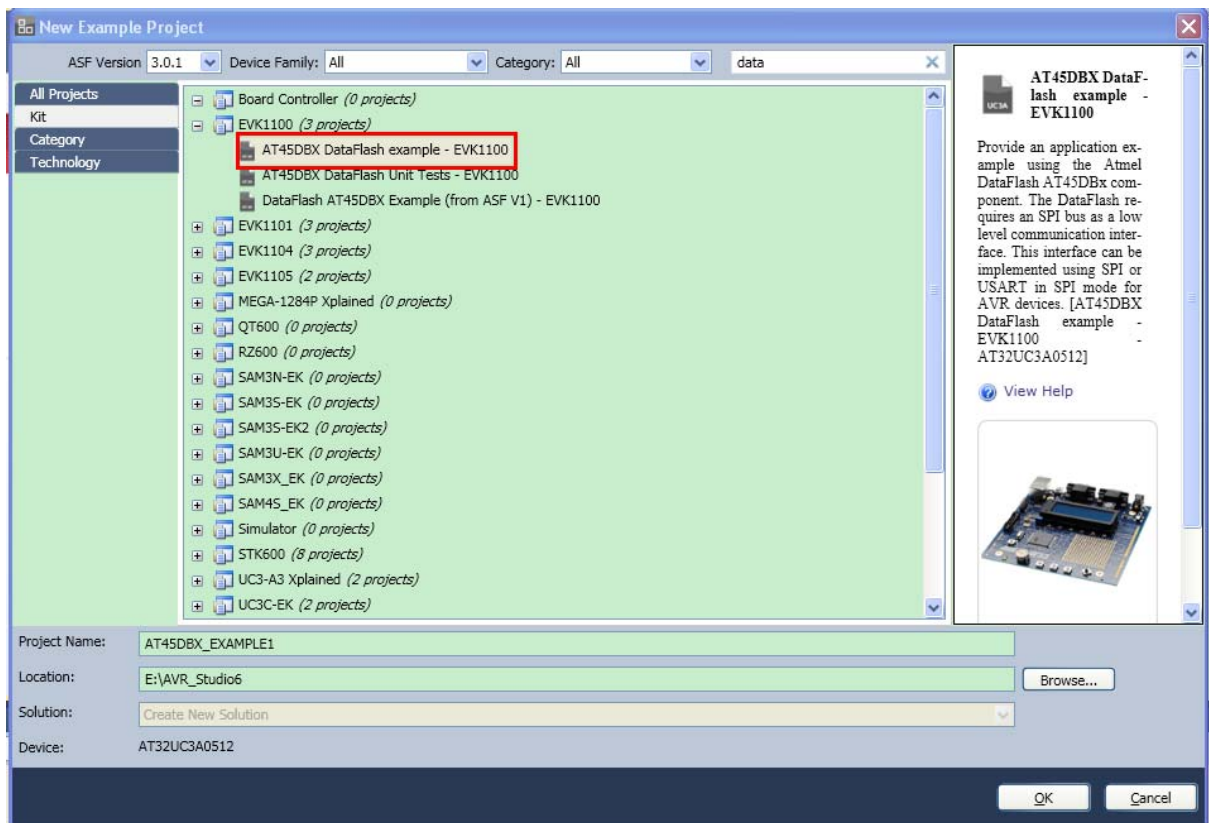 New Example Project
ASF Version 3.0.1 Device Family: All Category: All data
All Projects
Kit
Category
Technology
Board Controller (0 projects)
EVK1100 (3 projects)
AT45DBX DataFlash example - EVK1100
AT45DBX DataFlash Unit Tests - EVK1100
DataFlash AT45DBX Example (from ASF V1) - EVK1100
EVK1101 (3 projects)
EVK1104 (3 projects)
EVK1105 (2 projects)
MEGA-1284P Xplained (0 projects)
QT600 (0 projects)
RZ600 (0 projects)
SAM3N-EK (0 projects)
SAM3S-EK (0 projects)
SAM3S-EK2 (0 projects)
SAM3U-EK (0 projects)
SAM3X_EK (0 projects)
SAM4S_EK (0 projects)
Simulator (0 projects)
STK600 (8 projects)
UC3-A3 Xplained (2 projects)
UC3C-EK (2 projects)
UC3A
AT45DBX DataF-
lash example -
EVK1100
Provide an application ex-
ample using the Atmel
DataFlash AT45DBx com-
ponent. The DataFlash re-
quires an SPI bus as a low
level communication inter-
face. This interface can be
implemented using SPI or
USART in SPI mode for
AVR devices. [AT45DBX
DataFlash example -
EVK1100 -
AT32UC3A0512]
View Help
Project Name: AT45DBX_EXAMPLE1
Location: E:\AVR_Studio6 Browse...
Solution: Create New Solution
Device: AT32UC3A0512
OK Cancel